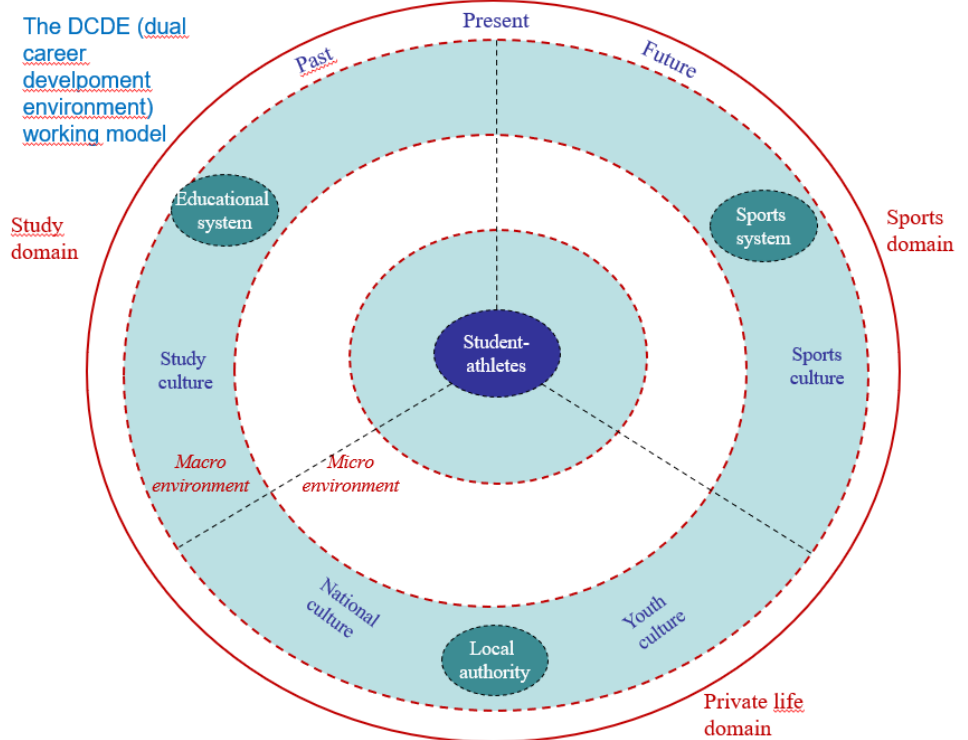 The DCDE (dual
career
develpoment
environment)
working model
Present
Past
Future
Educational
system
Sports
system
Study
domain
Sports
domain
Student-
athletes
Study
culture
Sports
culture
Macro
environment
Micro
environment
National
culture
Youth
culture
Local
authority
Private life
domain